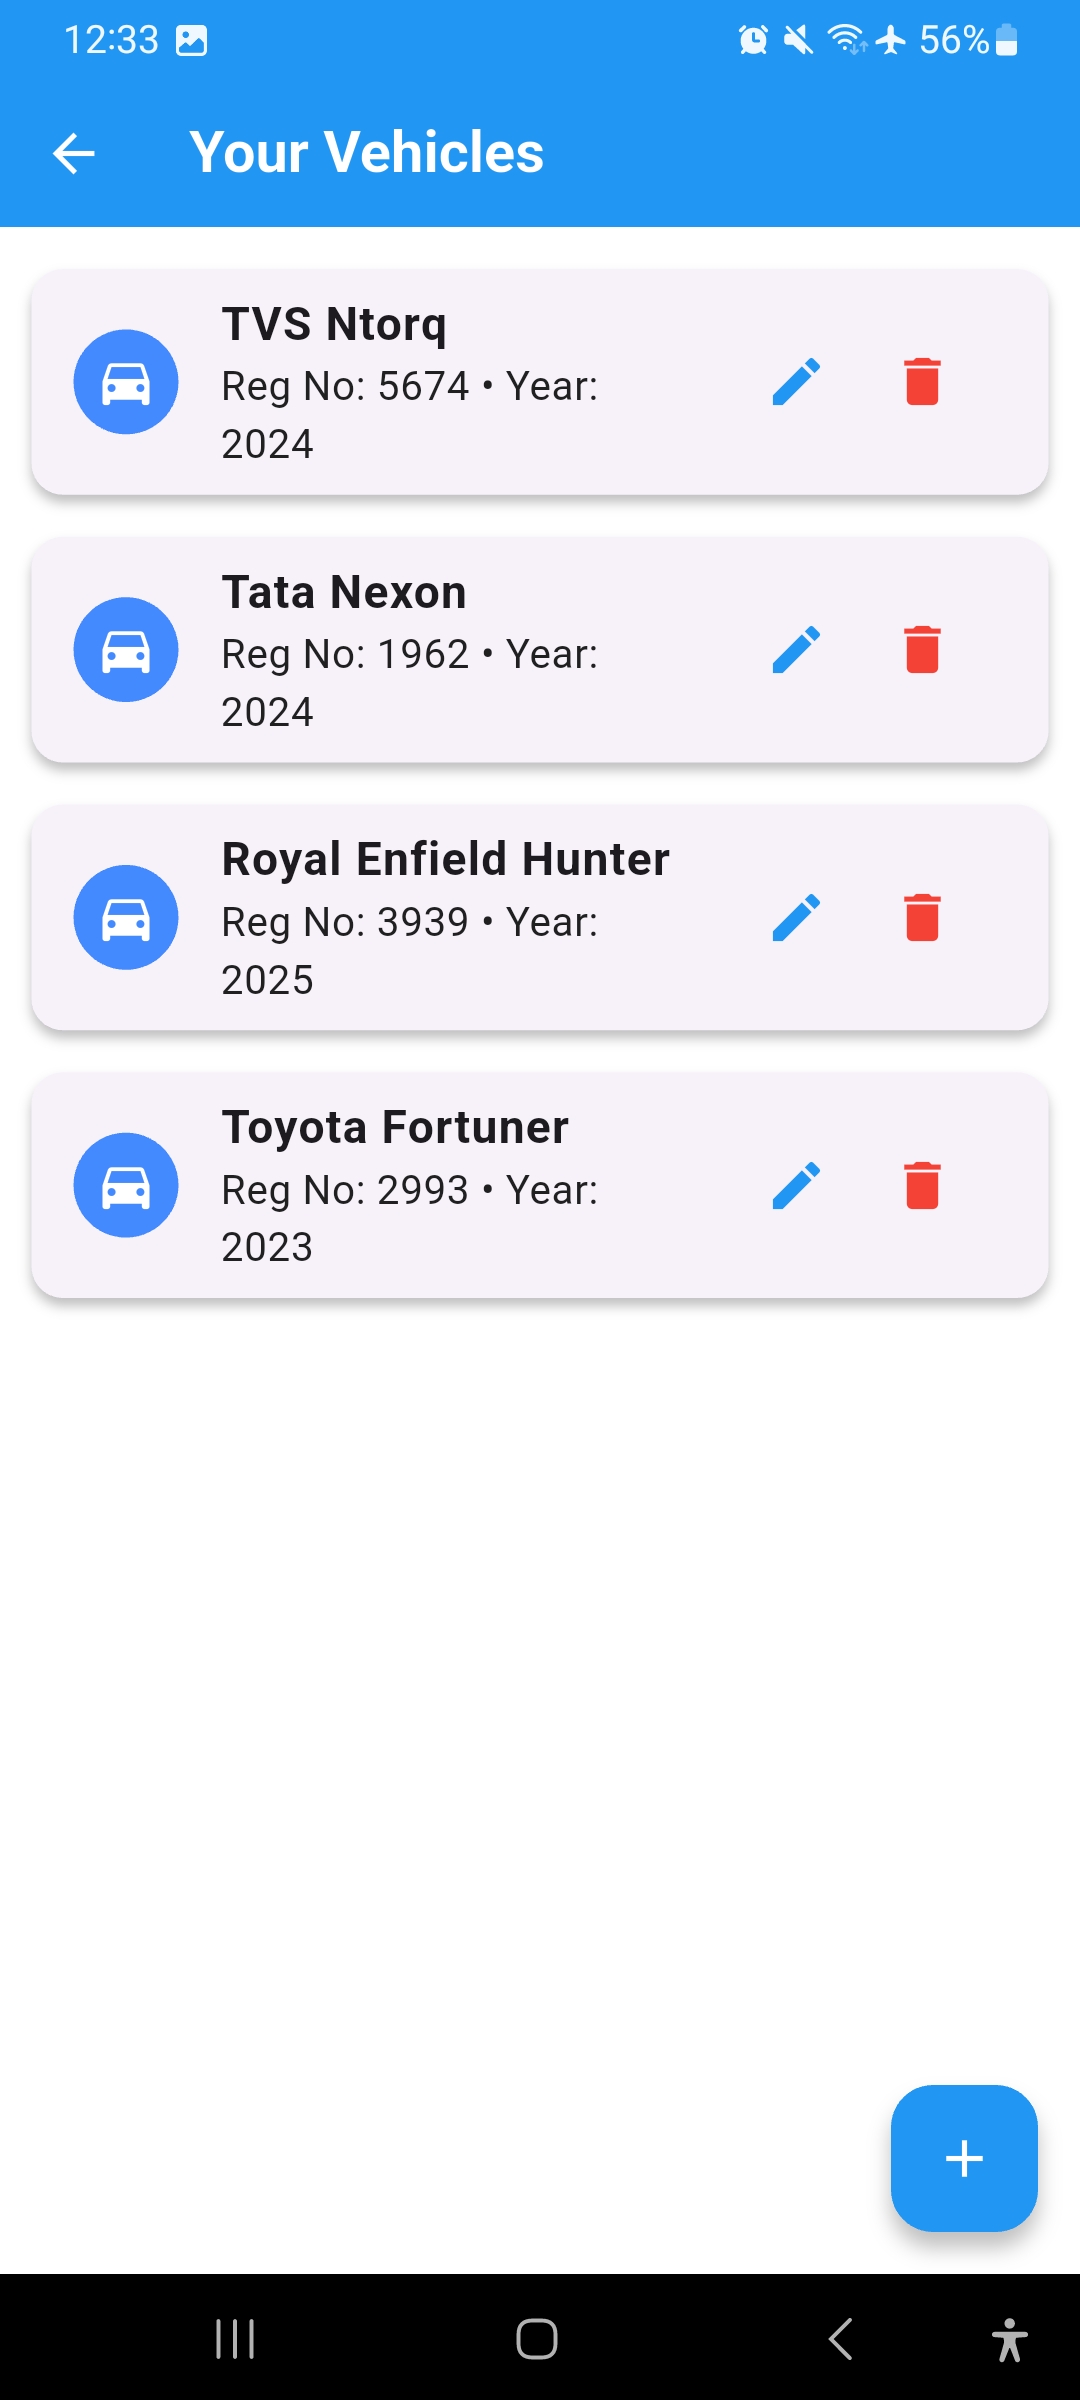 12:33
56%
Your Vehicles
TVS Ntorq
Reg No: 5674 • Year:
2024
Tata Nexon
Reg No: 1962 • Year:
2024
Royal Enfield Hunter
Reg No: 3939 • Year:
2025
Toyota Fortuner
Reg No: 2993 • Year:
2023